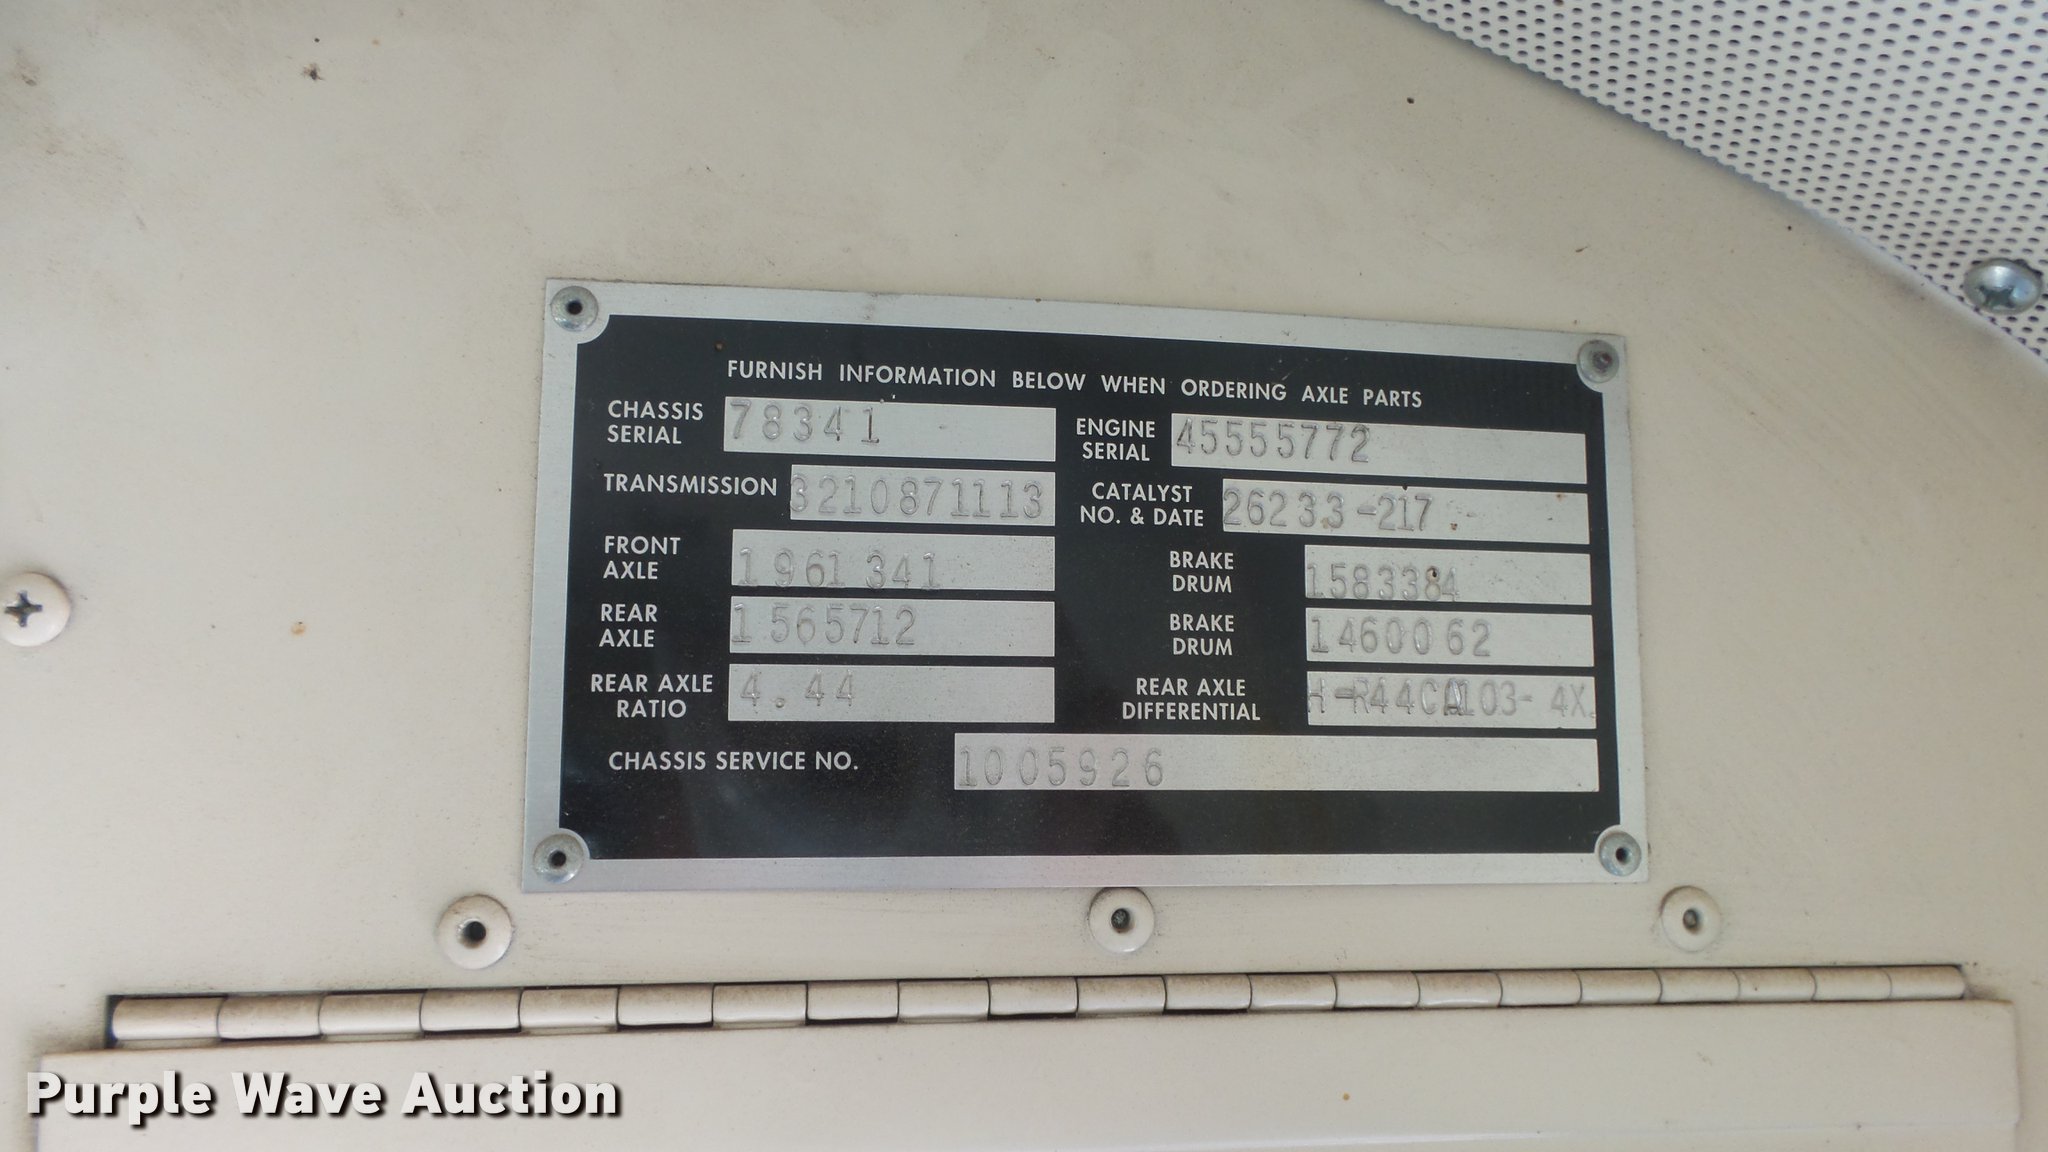 FURNISH INFORMATION BELOW WHEN ORDERING AXLE PARTS
CHASSIS SERIAL 78341
ENGINE SERIAL 45555772
TRANSMISSION 3210871113
CATALYST NO. & DATE 26233-217
FRONT AXLE 1961341
BRAKE DRUM 1583384
REAR AXLE 1565712
BRAKE DRUM 1460062
REAR AXLE RATIO 4.44
REAR AXLE DIFFERENTIAL
CHASSIS SERVICE NO. 1005926
Purple Wave Auction